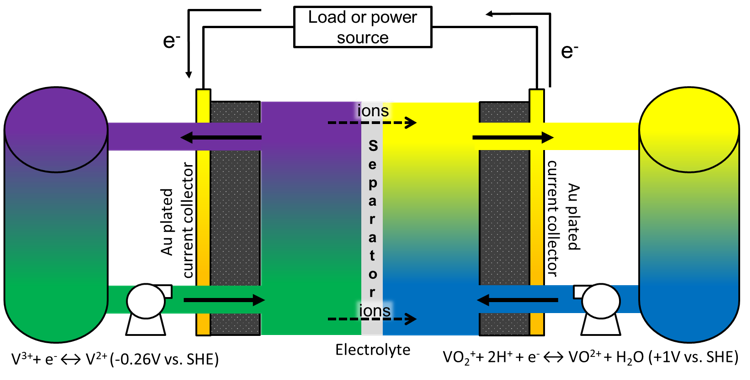 Load or power
source
e-
e-
ions
Separator
Au plated
current collector
Au plated
current collector
ions
Electrolyte
V³⁺+ e⁻ ↔ V²⁺ (-0.26V vs. SHE)
VO₂⁺+ 2H⁺ + e⁻ ↔ VO²⁺ + H₂O (+1V vs. SHE)